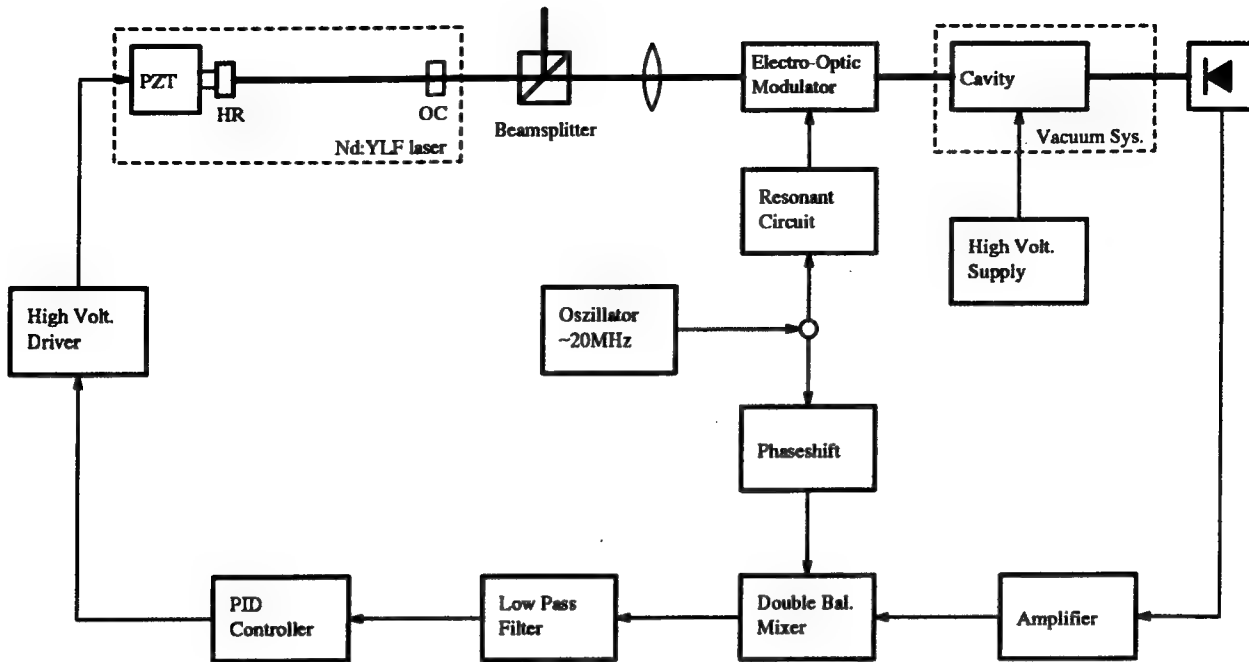 PZT
HR
OC
Nd:YLF laser
Beamsplitter
Electro-Optic
Modulator
Cavity
Vacuum Sys.
Resonant
Circuit
High Volt.
Supply
High Volt.
Driver
Oszillator
~20MHz
Phaseshift
PID
Controller
Low Pass
Filter
Double Bal.
Mixer
Amplifier